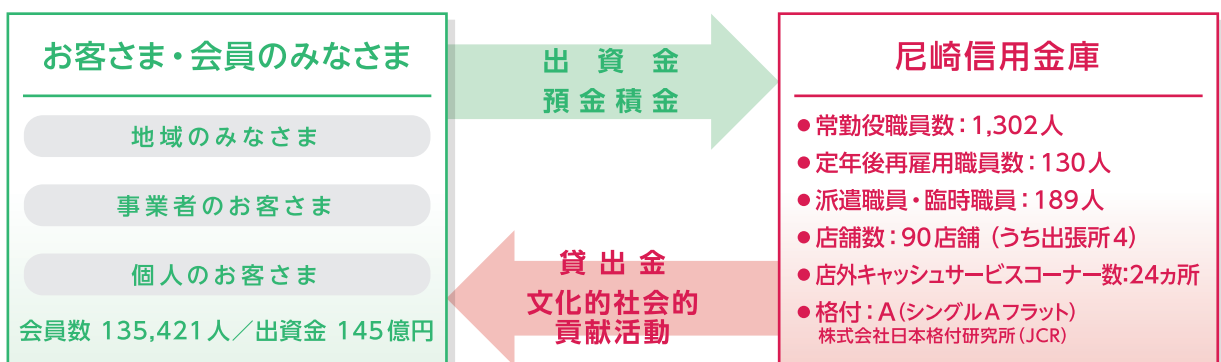 お客さま・会員のみなさま
地域のみなさま
事業者のお客さま
個人のお客さま
会員数 135,421人／出資金 145億円
出資金
預金積金
貸出金
文化的社会的
貢献活動
尼崎信用金庫
●常勤役職員数：1,302人
●定年後再雇用職員数：130人
●派遣職員・臨時職員：189人
●店舗数：90店舗（うち出張所4）
●店外キャッシュサービスコーナー数：24ヵ所
●格付：A（シングルAフラット）
株式会社日本格付研究所（JCR）